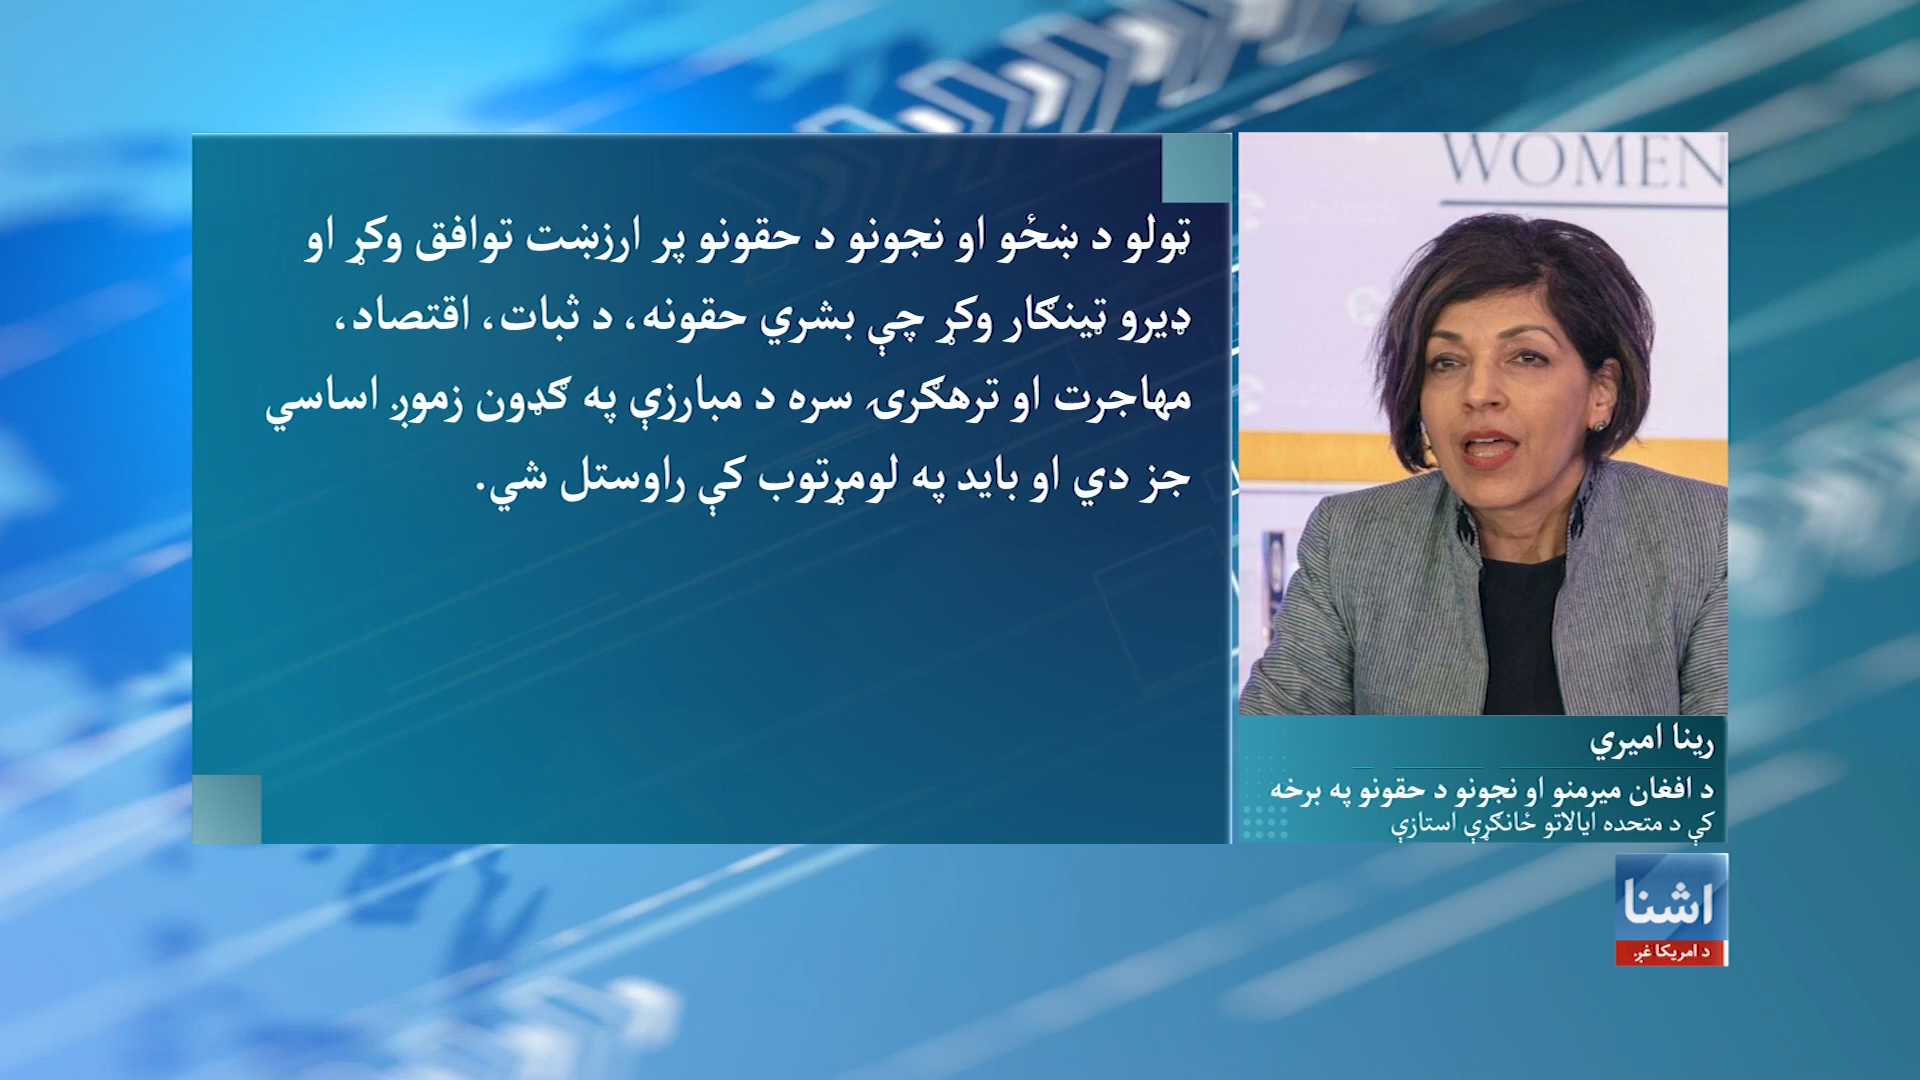 ټولو د ښځو او نجونو د حقونو پر ارزښت توافق وکړ او
ډیرو ټینګار وکړ چې بشري حقونه، د ثبات، اقتصاد،
مهاجرت او ترهګرۍ سره د مبارزې په ګډون زموږ اساسي
جز دي او باید په لومړتوب کې راوستل شي.
WOMEN
رینا امیري
د افغان میرمنو او نجونو د حقونو په برخه
کې د متحده ایالاتو ځانګړې استازې
اشنا
د امریکا غږ